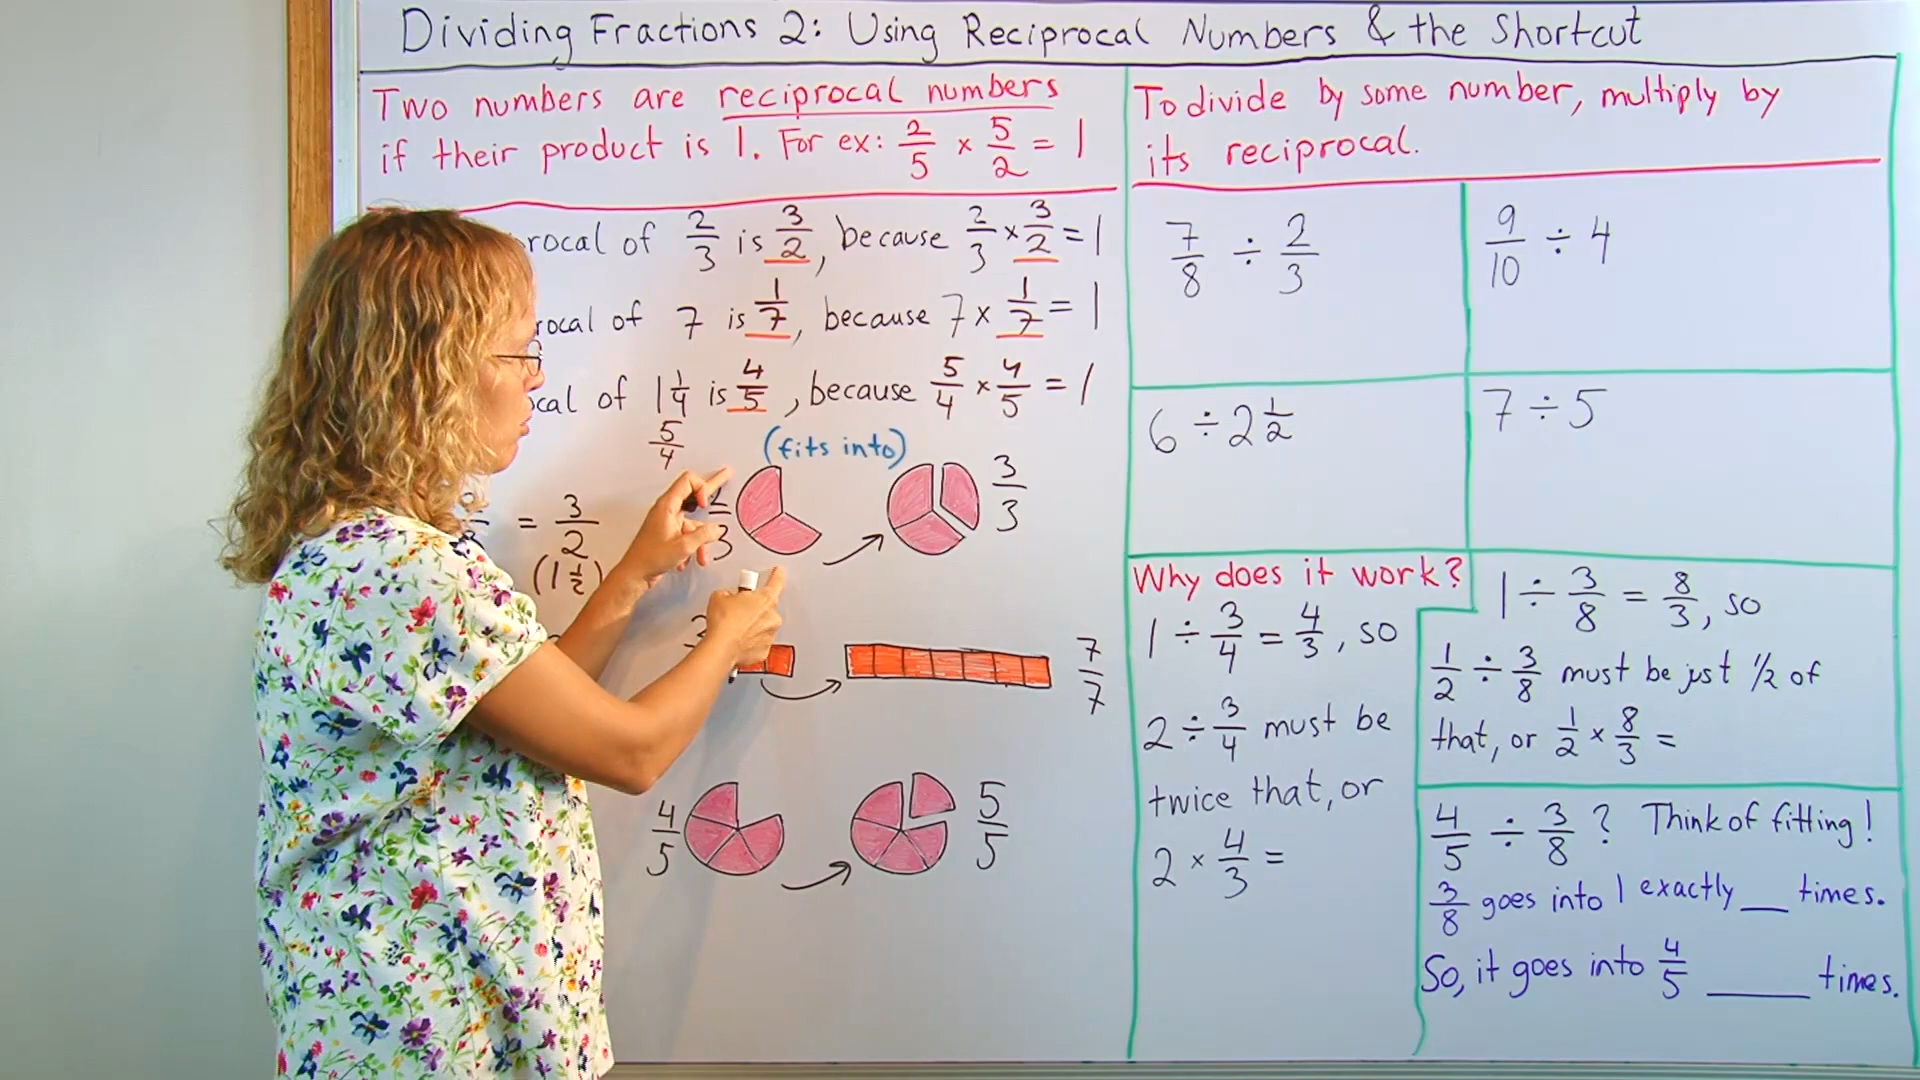 Dividing Fractions 2: Using Reciprocal Numbers & the Shortcut
Two numbers are reciprocal numbers
if their product is 1. For ex: 2/5 × 5/2 = 1
rocal of 2/3 is 3/2, because 2/3 × 3/2 = 1
rocal of 7 is 1/7, because 7 × 1/7 = 1
cal of 1 1/4 is 4/5, because 5/4 × 4/5 = 1
5/4
(fits into)
= 3/2
(1 1/2)
2/3
3/3
7/7
4/5
5/5
To divide by some number, multiply by
its reciprocal.
7/8 ÷ 2/3
9/10 ÷ 4
6 ÷ 2 1/2
7 ÷ 5
Why does it work?
1 ÷ 3/4 = 4/3, so
2 ÷ 3/4 must be
twice that, or
2 × 4/3 =
1 ÷ 3/8 = 8/3, so
1/2 ÷ 3/8 must be just 1/2 of
that, or 1/2 × 8/3 =
4/5 ÷ 3/8 ? Think of fitting!
3/8 goes into 1 exactly __ times.
So, it goes into 4/5 ____ times.